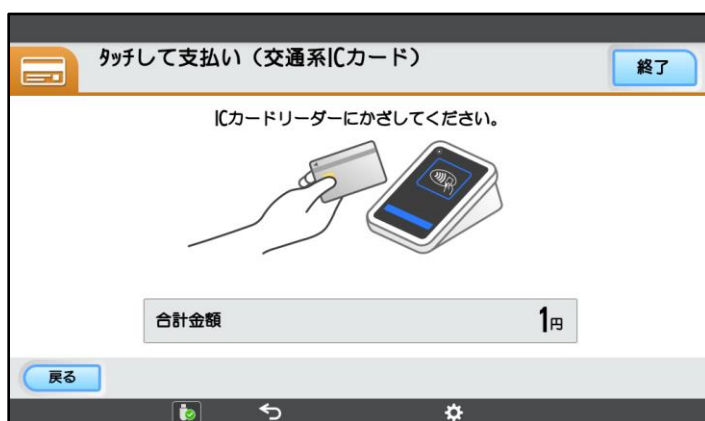 タッチして支払い（交通系ICカード）
終了
ICカードリーダーにかざしてください。
合計金額
1円
戻る